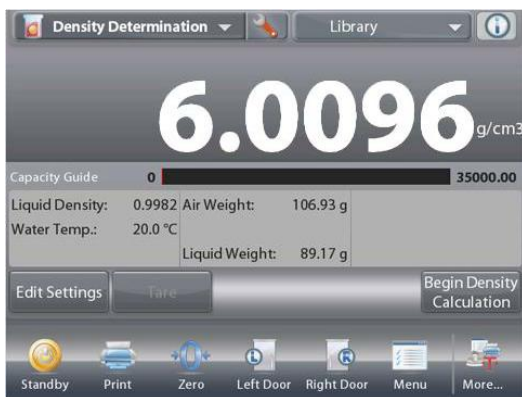 Density Determination Library
6.0096 g/cm3
Capacity Guide 0 35000.00
Liquid Density: 0.9982 Air Weight: 106.93 g
Water Temp.: 20.0 °C
Liquid Weight: 89.17 g
Edit Settings Tare Begin Density
Calculation
L R T
Standby Print Zero Left Door Right Door Menu More...